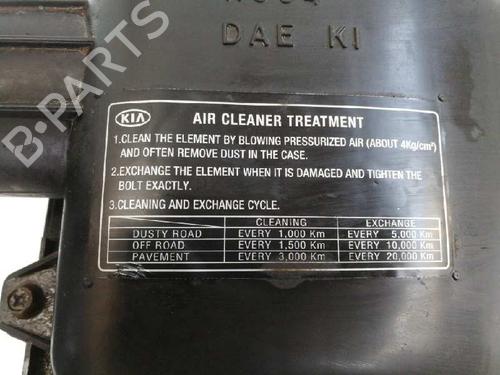 DAE KI
B-PARTS
KIA AIR CLEANER TREATMENT
1.CLEAN THE ELEMENT BY BLOWING PRESSURIZED AIR (ABOUT 4Kg/cm²)
AND OFTEN REMOVE DUST IN THE CASE.
2.EXCHANGE THE ELEMENT WHEN IT IS DAMAGED AND TIGHTEN THE
BOLT EXACTLY.
3.CLEANING AND EXCHANGE CYCLE.
CLEANING EXCHANGE
DUSTY ROAD EVERY 1,000 Km EVERY 5,000 Km
OFF ROAD EVERY 1,500 Km EVERY 10,000 Km
PAVEMENT EVERY 3,000 Km EVERY 20,000 Km